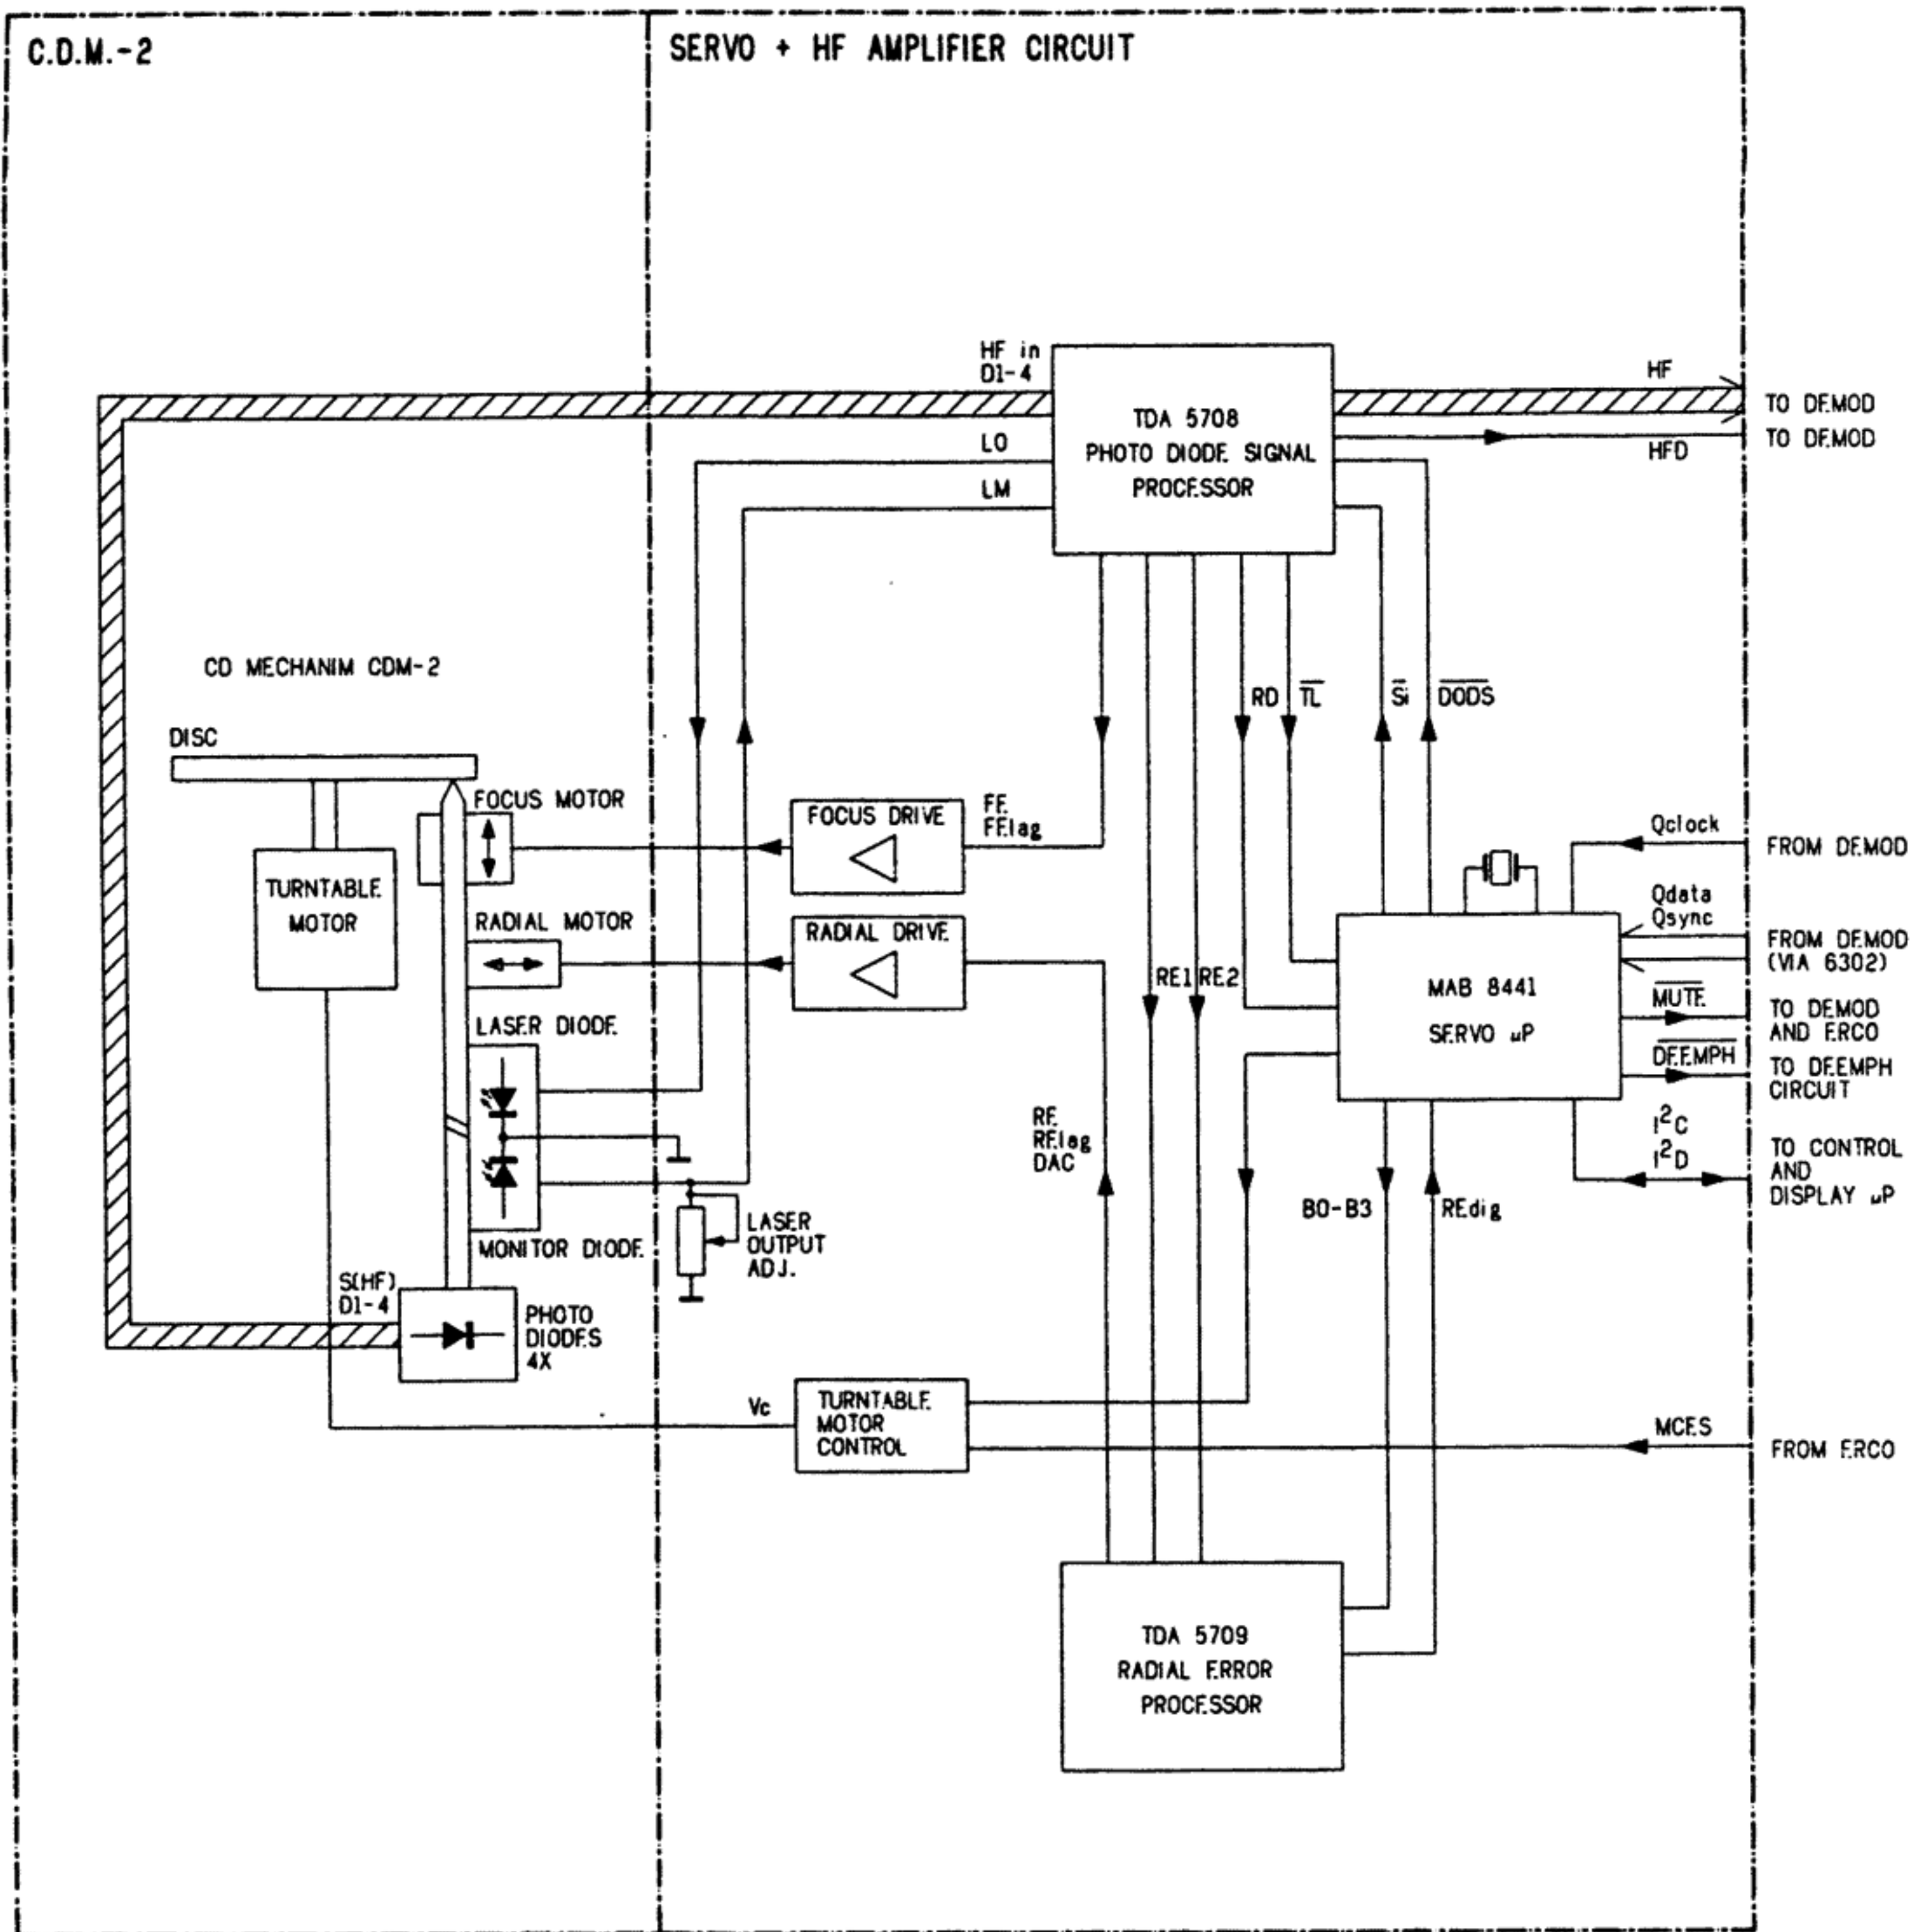 C.D.M.-2
SERVO + HF AMPLIFIER CIRCUIT
HF in
D1-4
TDA 5708
PHOTO DIODE SIGNAL
PROCESSOR
LO
LM
HF
TO DEMOD
HFD
TO DEMOD
RD
TL
Si
DODS
CD MECHANIM CDM-2
DISC
FOCUS MOTOR
TURNTABLE
MOTOR
RADIAL MOTOR
FOCUS DRIVE
FE
FElag
RADIAL DRIVE
RE1
RE2
Qclock
FROM DEMOD
Qdata
Qsync
FROM DEMOD
(VIA 6302)
MAB 8441
SERVO µP
MUTE
TO DEMOD
AND ERCO
DEEMPH
TO DEEMPH
CIRCUIT
I²C
I²D
TO CONTROL
AND
DISPLAY µP
LASER DIODE
MONITOR DIODE
LASER
OUTPUT
ADJ.
RE
RElag
DAC
B0-B3
REdig
S(HF)
D1-4
PHOTO
DIODES
4X
Vc
TURNTABLE
MOTOR
CONTROL
MCES
FROM ERCO
TDA 5709
RADIAL ERROR
PROCESSOR